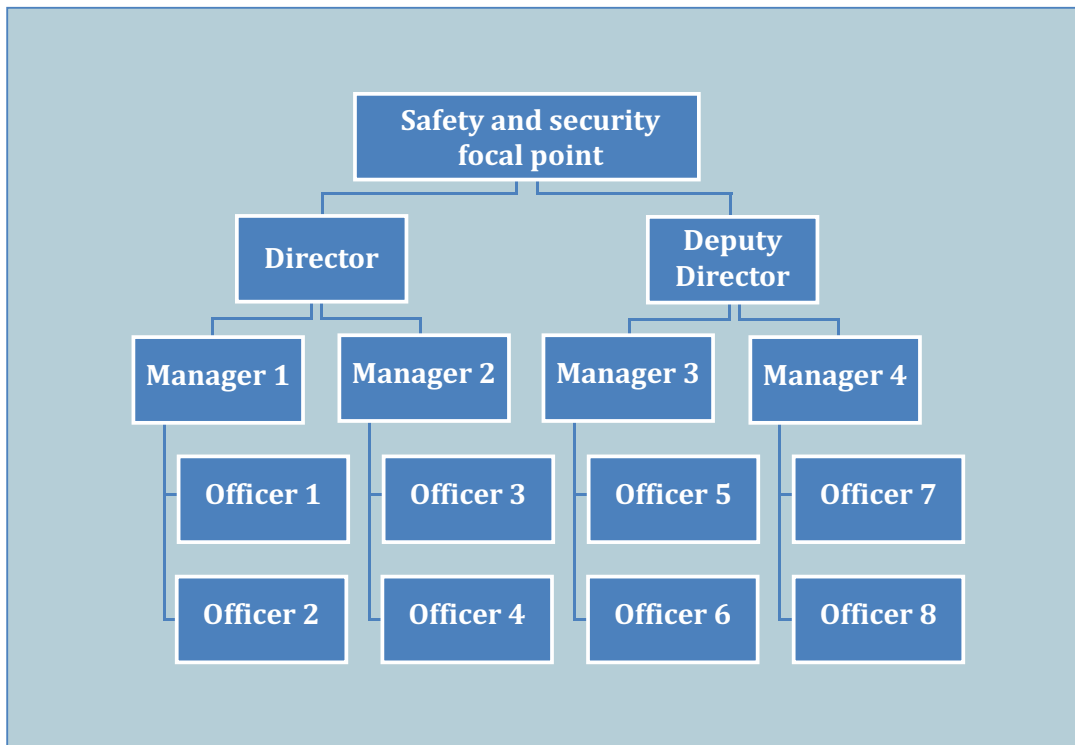 Safety and security
focal point
Director
Deputy
Director
Manager 1
Manager 2
Manager 3
Manager 4
Officer 1
Officer 3
Officer 5
Officer 7
Officer 2
Officer 4
Officer 6
Officer 8